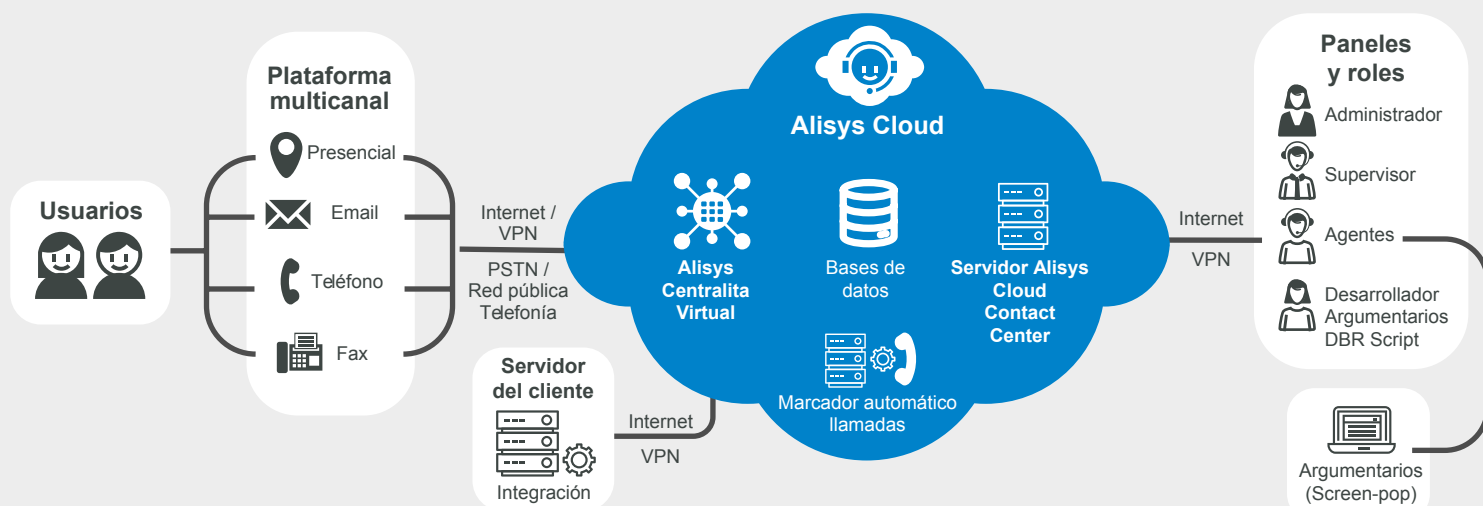 Usuarios
Plataforma
multicanal
Presencial
Email
Teléfono
Fax
Internet /
VPN
PSTN /
Red pública
Telefonía
Servidor
del cliente
Integración
Internet
VPN
Alisys Cloud
Alisys
Centralita
Virtual
Bases de
datos
Servidor Alisys
Cloud
Contact
Center
Marcador automático
llamadas
Internet
VPN
Paneles
y roles
Administrador
Supervisor
Agentes
Desarrollador
Argumentarios
DBR Script
Argumentarios
(Screen-pop)